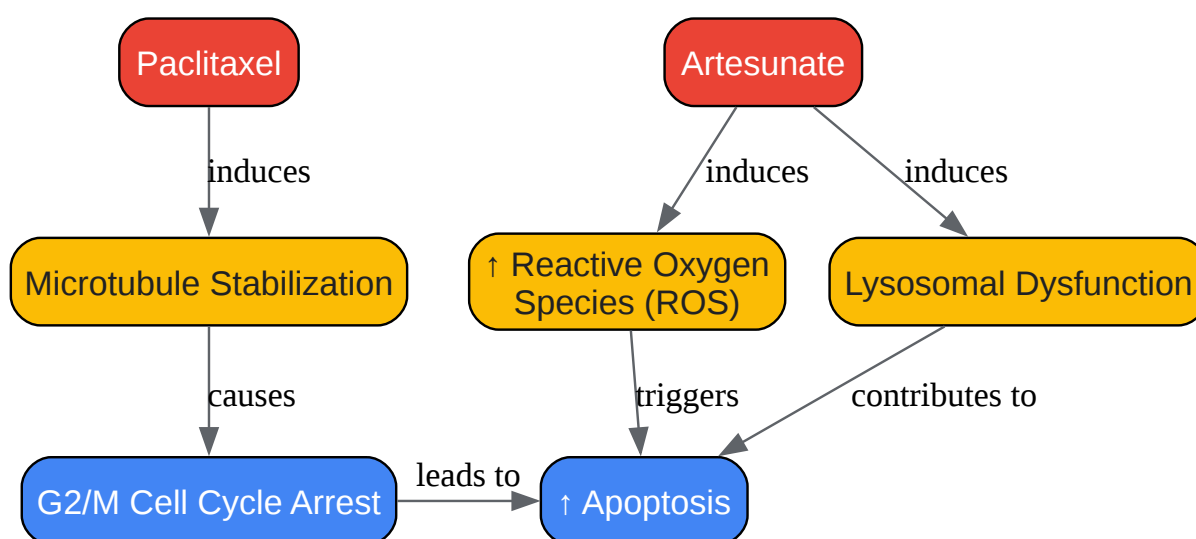 Paclitaxel
Artesunate
induces
induces
induces
Microtubule Stabilization
↑ Reactive Oxygen
Species (ROS)
Lysosomal Dysfunction
causes
triggers
contributes to
G2/M Cell Cycle Arrest
leads to
↑ Apoptosis